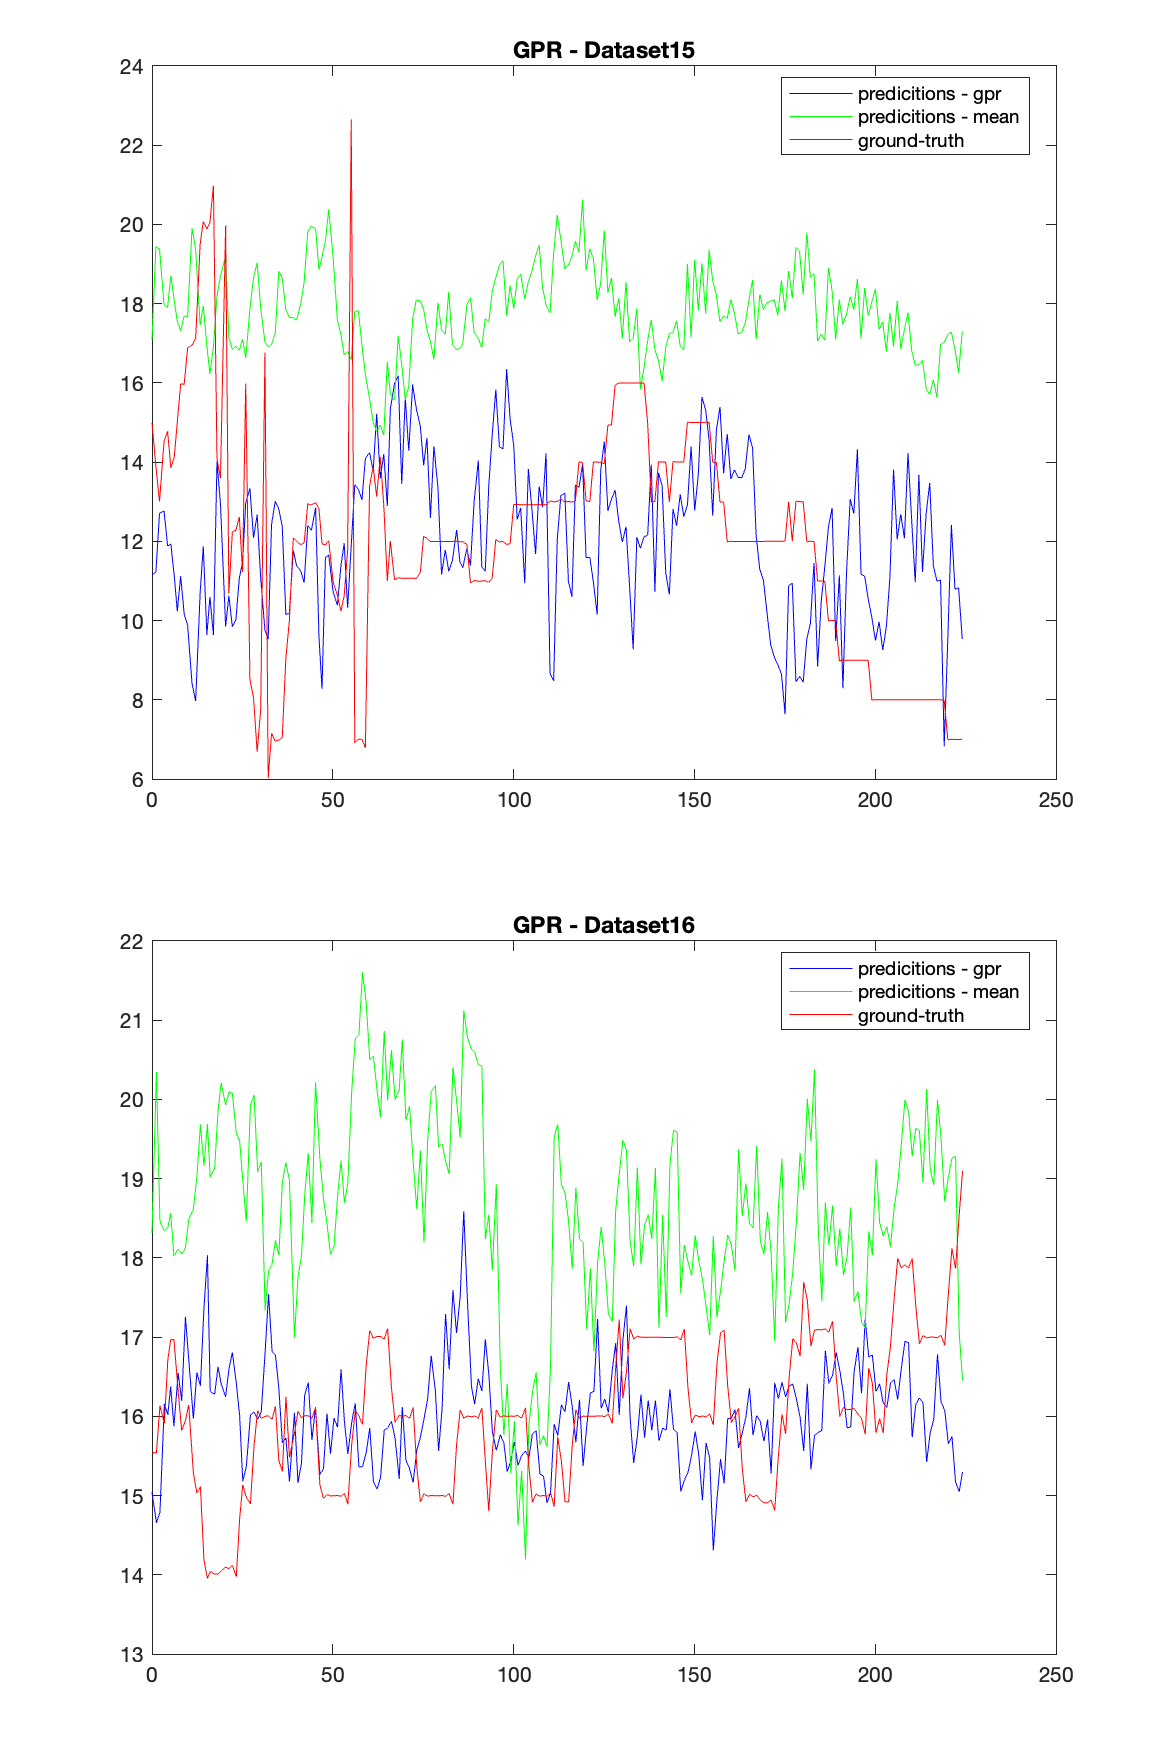 GPR - Dataset15
24
22
20
18
16
14
12
10
8
6
0 50 100 150 200 250
predicitions - gpr
predicitions - mean
ground-truth
GPR - Dataset16
22
21
20
19
18
17
16
15
14
13
0 50 100 150 200 250
predicitions - gpr
predicitions - mean
ground-truth